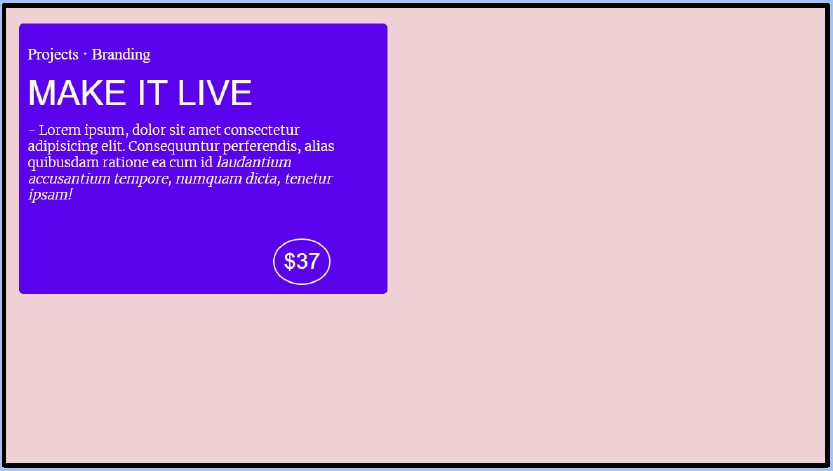 Projects · Branding
MAKE IT LIVE
- Lorem ipsum, dolor sit amet consectetur
adipisicing elit. Consequuntur perferendis, alias
quibusdam ratione ea cum id laudantium
accusantium tempore, numquam dicta, tenetur
ipsam!
$37